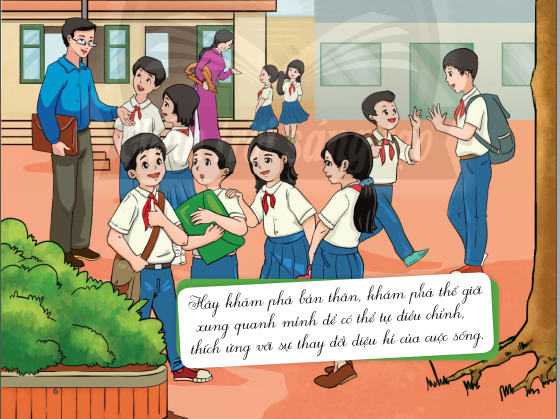 Hãy khám phá bản thân, khám phá thế giới
xung quanh mình để có thể tự điều chỉnh,
thích ứng với sự thay đổi diệu kì của cuộc sống.
6